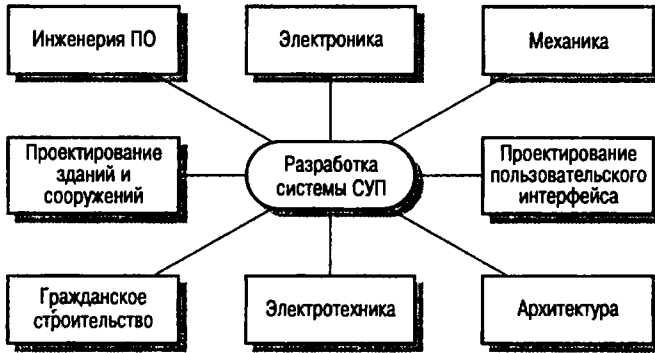 Инженерия ПО
Электроника
Механика
Проектирование
зданий и
сооружений
Разработка
системы СУП
Проектирование
пользовательского
интерфейса
Гражданское
строительство
Электротехника
Архитектура